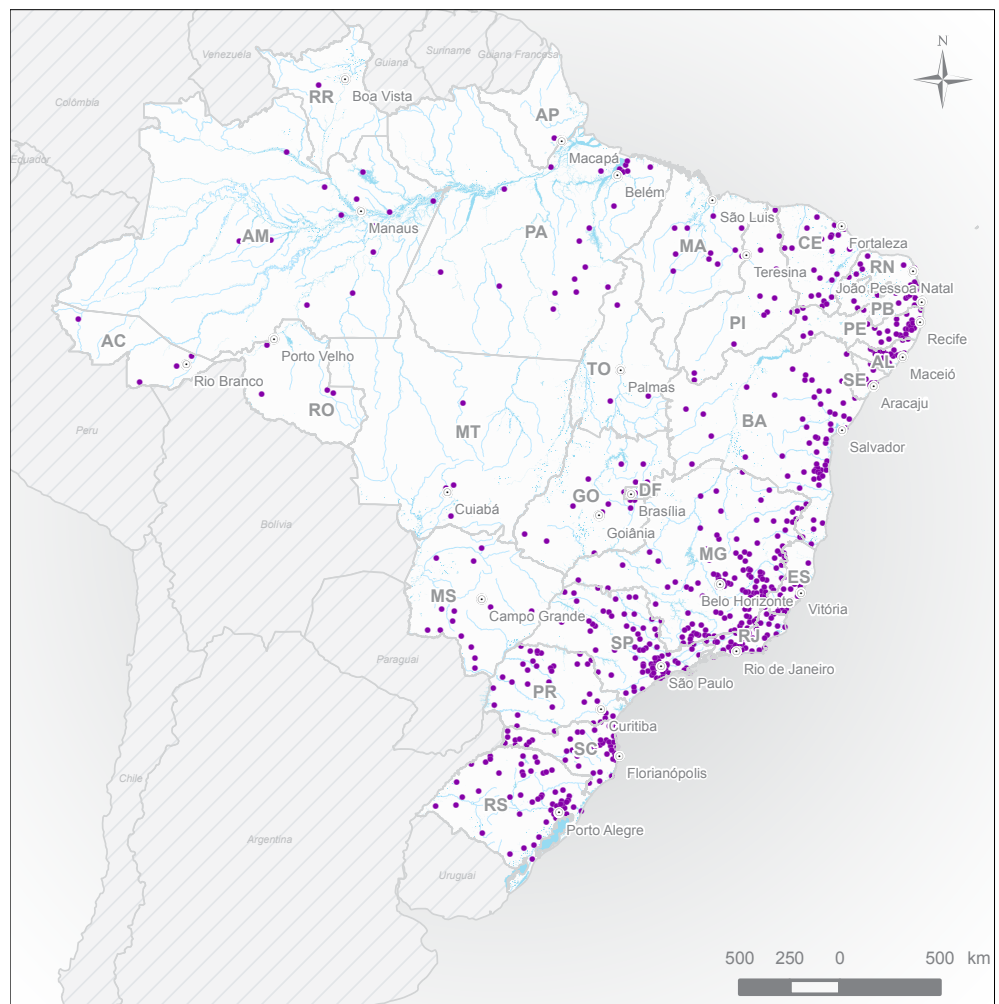 N
Venezuela
Suriname
Guiana Francesa
Guiana
Colômbia
RR
Boa Vista
AP
Macapá
Equador
Belém
São Luis
AM
Manaus
PA
MA
CE
Fortaleza
Teresina
RN
João Pessoa
Natal
PI
PB
AC
Porto Velho
PE
Recife
Rio Branco
TO
AL
Maceió
RO
Palmas
SE
Aracaju
MT
BA
Peru
Salvador
Cuiabá
GO
DF
Brasília
Bolívia
Goiânia
MG
ES
MS
Campo Grande
Belo Horizonte
Vitória
SP
RJ
Paraguai
São Paulo
Rio de Janeiro
PR
Curitiba
SC
Chile
Florianópolis
RS
Argentina
Porto Alegre
Uruguai
500 250 0 500 km